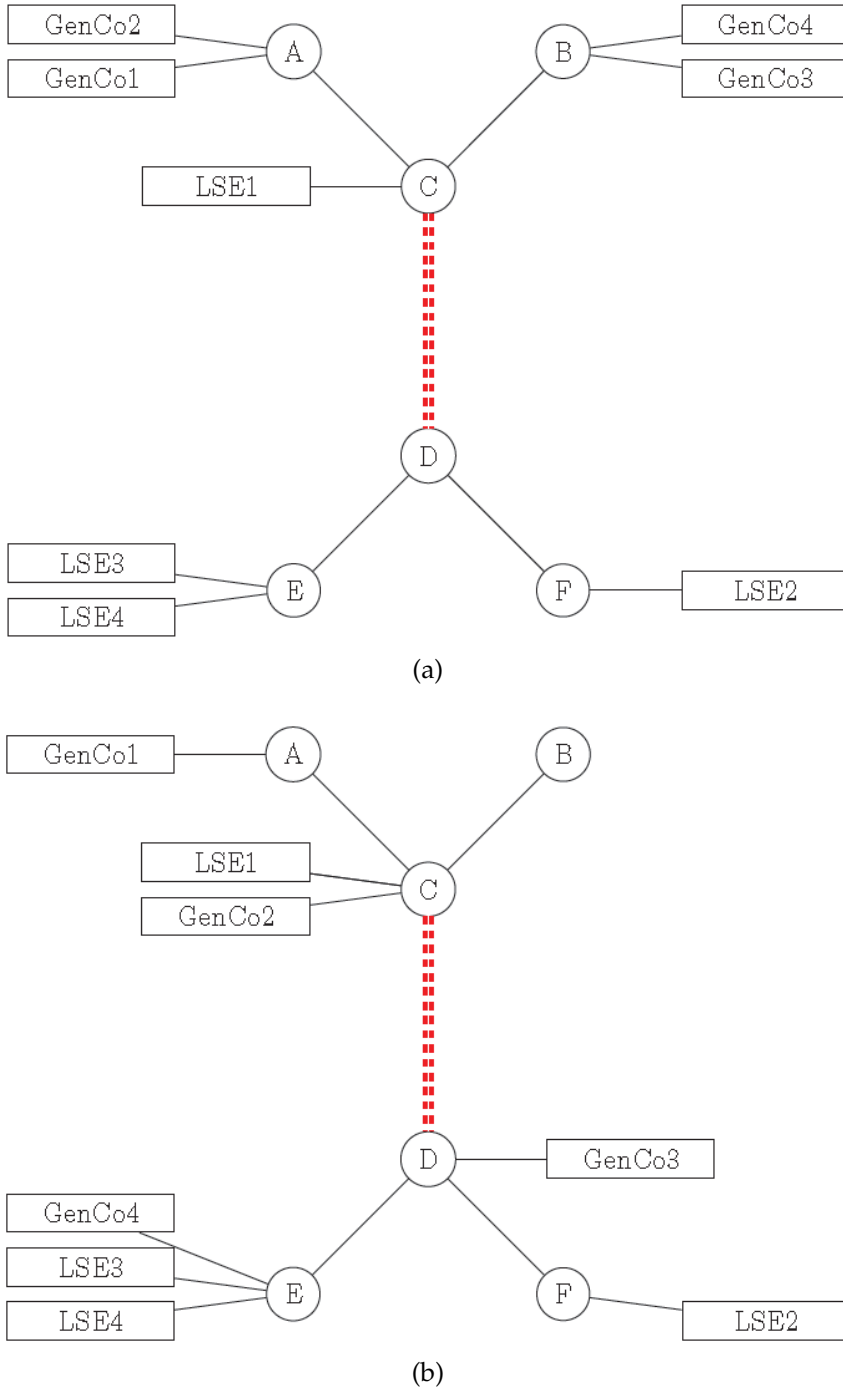 GenCo2
A
B
GenCo4
GenCo1
GenCo3
LSE1
C
D
LSE3
LSE4
E
F
LSE2
(a)
GenCo1
A
B
LSE1
C
GenCo2
D
GenCo3
GenCo4
LSE3
E
F
LSE4
LSE2
(b)